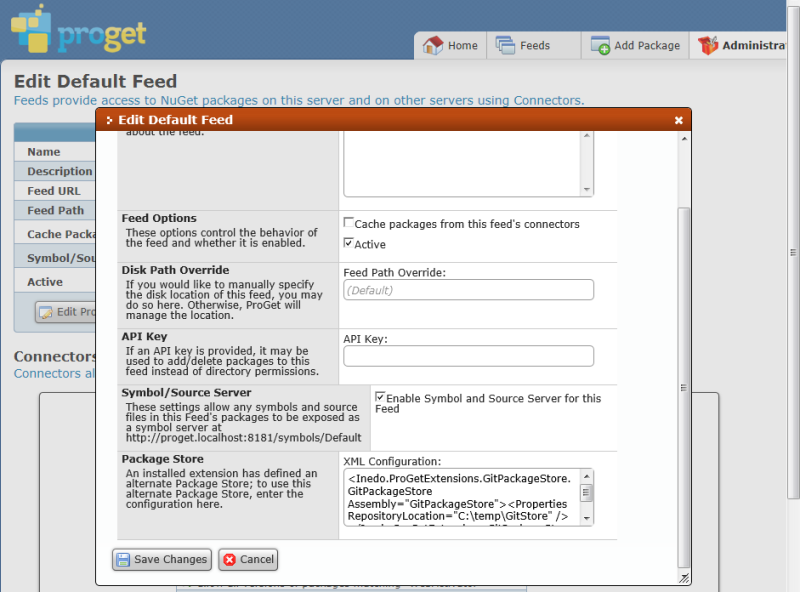 proget
Home
Feeds
Add Package
Administra
Edit Default Feed
Feeds provide access to NuGet packages on this server and on other servers using Connectors.
Name
Description
Feed URL
Feed Path
Cache Packa
Symbol/Sou
Active
Edit Pro
Connectors
Connectors al
Edit Default Feed
about the feed.
Feed Options
These options control the behavior of
the feed and whether it is enabled.
Cache packages from this feed's connectors
Active
Disk Path Override
If you would like to manually specify
the disk location of this feed, you may
do so here. Otherwise, ProGet will
manage the location.
Feed Path Override:
(Default)
API Key
If an API key is provided, it may be
used to add/delete packages to this
feed instead of directory permissions.
API Key:
Symbol/Source Server
These settings allow any symbols and source
files in this Feed's packages to be exposed as
a symbol server at
http://proget.localhost:8181/symbols/Default
Enable Symbol and Source Server for this
Feed
Package Store
An installed extension has defined an
alternate Package Store; to use this
alternate Package Store, enter the
configuration here.
XML Configuration:
<Inedo.ProGetExtensions.GitPackageStore.
GitPackageStore
Assembly="GitPackageStore"><Properties
RepositoryLocation="C:\temp\GitStore" />
Save Changes
Cancel